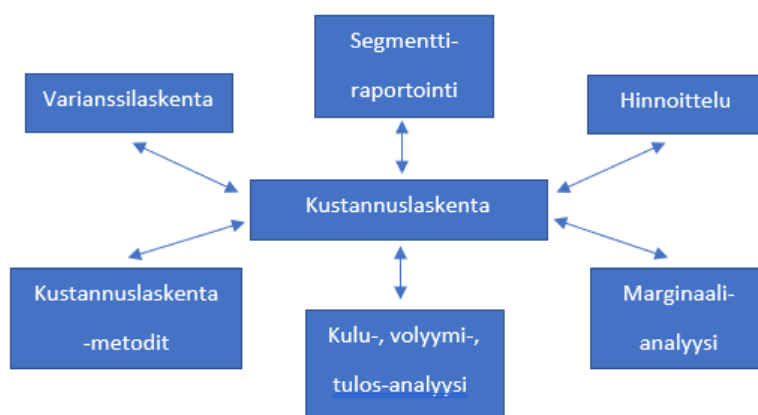 Segmentti-
raportointi
Varianssilaskenta
Hinnoittelu
Kustannuslaskenta
Kustannuslaskenta
-metodit
Kulu-, volyymi-,
tulos-analyysi
Marginaali-
analyysi